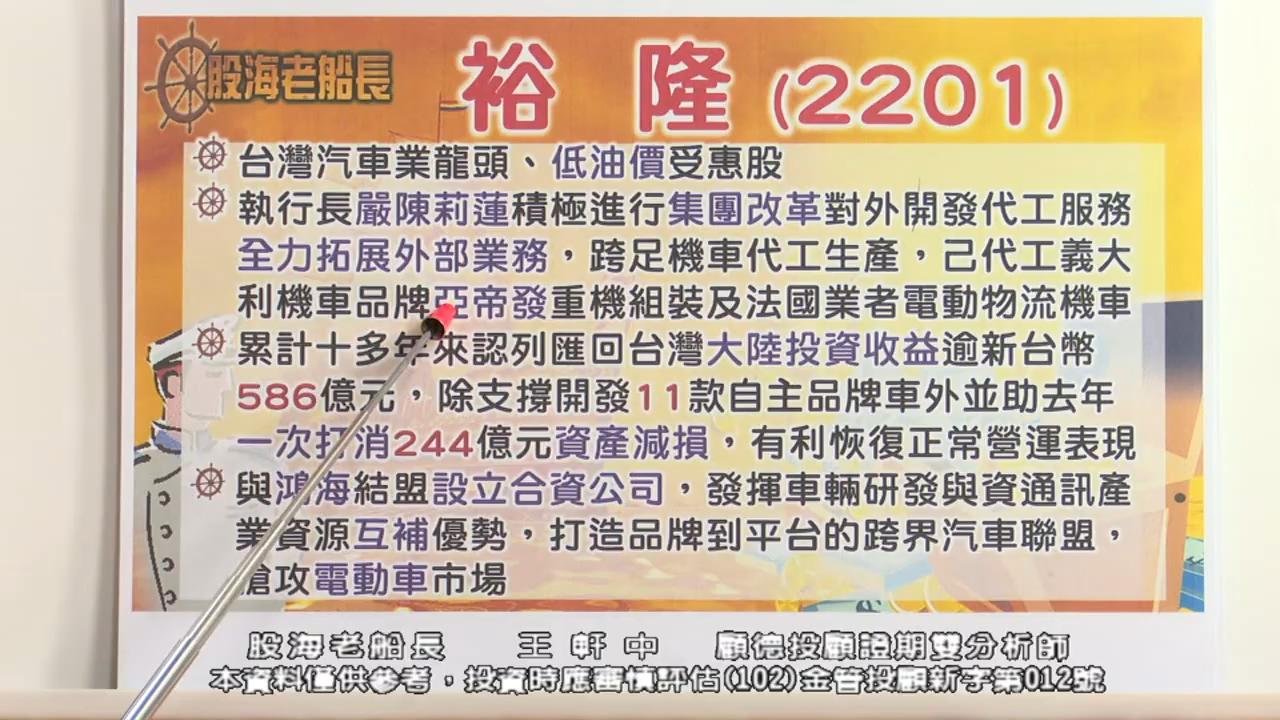 股海老船長
裕隆(2201)
台灣汽車業龍頭、低油價受惠股
執行長嚴陳莉蓮積極進行集團改革對外開發代工服務
全力拓展外部業務，跨足機車代工生產，己代工義大
利機車品牌亞帝發重機組裝及法國業者電動物流機車
累計十多年來認列匯回台灣大陸投資收益逾新台幣
586億元，除支撐開發11款自主品牌車外並助去年
一次打消244億元資產減損，有利恢復正常營運表現
與鴻海結盟設立合資公司，發揮車輛研發與資通訊產
業資源互補優勢，打造品牌到平台的跨界汽車聯盟，
搶攻電動車市場
股海老船長 王軒中 顧德投顧證期雙分析師
本資料僅供參考，投資時應審慎評估(102)金管投顧新字第012號